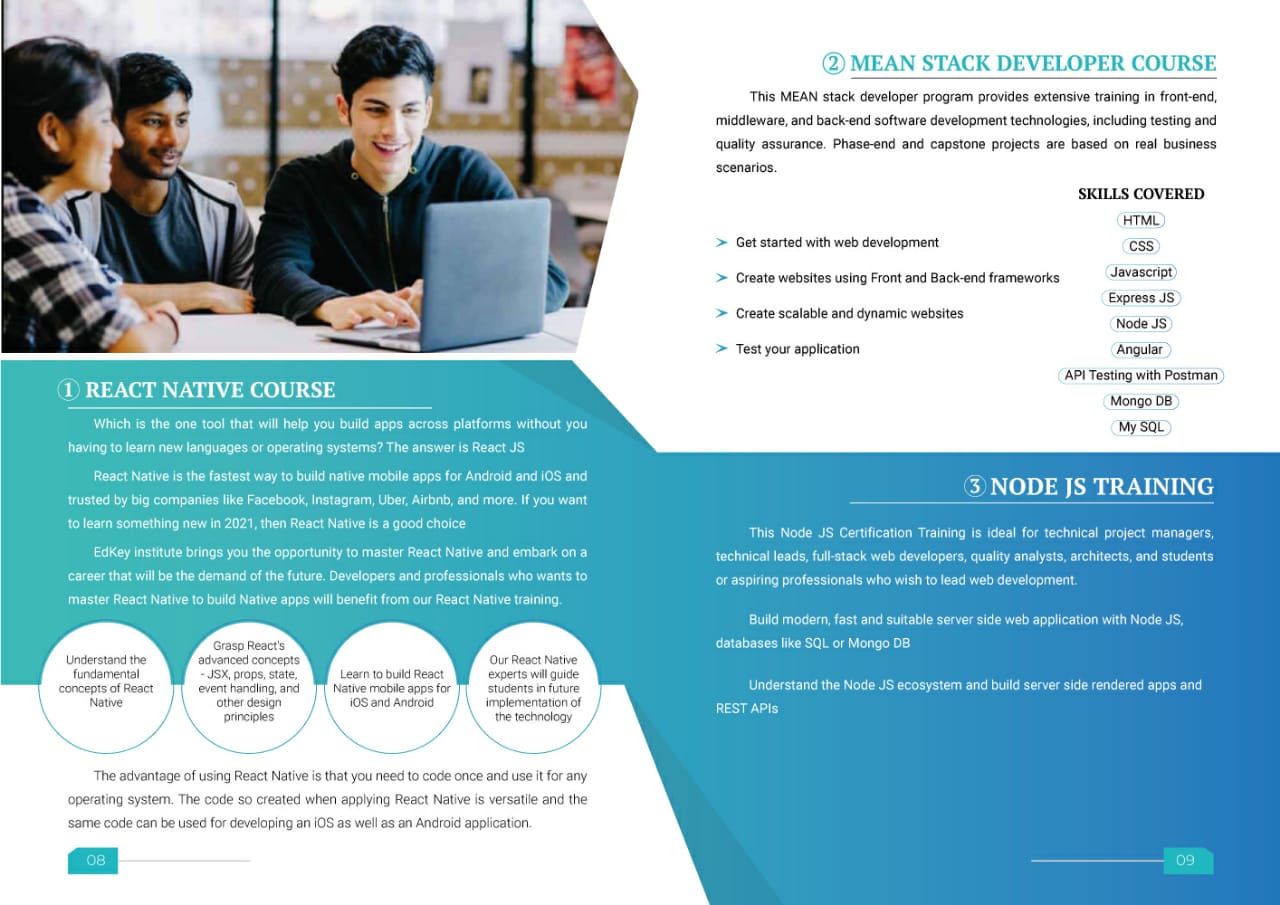 ① REACT NATIVE COURSE
Which is the one tool that will help you build apps across platforms without you
having to learn new languages or operating systems? The answer is React JS
React Native is the fastest way to build native mobile apps for Android and iOS and
trusted by big companies like Facebook, Instagram, Uber, Airbnb, and more. If you want
to learn something new in 2021, then React Native is a good choice
EdKey institute brings you the opportunity to master React Native and embark on a
career that will be the demand of the future. Developers and professionals who wants to
master React Native to build Native apps will benefit from our React Native training.
Understand the
fundamental
concepts of React
Native
Grasp React's
advanced concepts
- JSX, props, state,
event handling, and
other design
principles
Learn to build React
Native mobile apps for
iOS and Android
Our React Native
experts will guide
students in future
implementation of
the technology
The advantage of using React Native is that you need to code once and use it for any
operating system. The code so created when applying React Native is versatile and the
same code can be used for developing an iOS as well as an Android application.
08
② MEAN STACK DEVELOPER COURSE
This MEAN stack developer program provides extensive training in front-end,
middleware, and back-end software development technologies, including testing and
quality assurance. Phase-end and capstone projects are based on real business
scenarios.
➢ Get started with web development
➢ Create websites using Front and Back-end frameworks
➢ Create scalable and dynamic websites
➢ Test your application
SKILLS COVERED
HTML
CSS
Javascript
Express JS
Node JS
Angular
API Testing with Postman
Mongo DB
My SQL
③ NODE JS TRAINING
This Node JS Certification Training is ideal for technical project managers,
technical leads, full-stack web developers, quality analysts, architects, and students
or aspiring professionals who wish to lead web development.
Build modern, fast and suitable server side web application with Node JS,
databases like SQL or Mongo DB
Understand the Node JS ecosystem and build server side rendered apps and
REST APIs
09